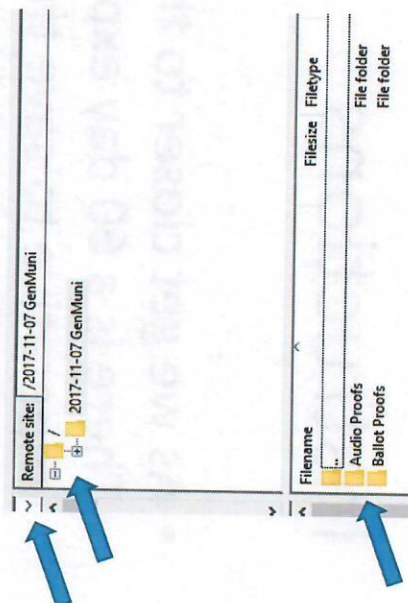 Remote site: /2017-11-07 GenMuni
/
2017-11-07 GenMuni
Filename Filesize Filetype
..
Audio Proofs File folder
Ballot Proofs File folder